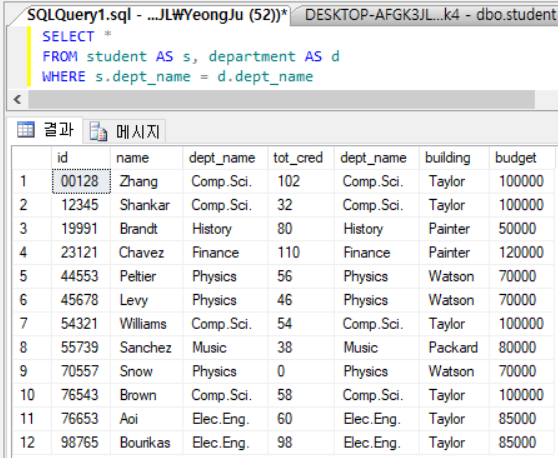 SQLQuery1.sql - ...JL₩YeongJu (52))* DESKTOP-AFGK3JL...k4 - dbo.student
SELECT *
FROM student AS s, department AS d
WHERE s.dept_name = d.dept_name
결과 메시지
id name dept_name tot_cred dept_name building budget
1 00128 Zhang Comp.Sci. 102 Comp.Sci. Taylor 100000
2 12345 Shankar Comp.Sci. 32 Comp.Sci. Taylor 100000
3 19991 Brandt History 80 History Painter 50000
4 23121 Chavez Finance 110 Finance Painter 120000
5 44553 Peltier Physics 56 Physics Watson 70000
6 45678 Levy Physics 46 Physics Watson 70000
7 54321 Williams Comp.Sci. 54 Comp.Sci. Taylor 100000
8 55739 Sanchez Music 38 Music Packard 80000
9 70557 Snow Physics 0 Physics Watson 70000
10 76543 Brown Comp.Sci. 58 Comp.Sci. Taylor 100000
11 76653 Aoi Elec.Eng. 60 Elec.Eng. Taylor 85000
12 98765 Bourikas Elec.Eng. 98 Elec.Eng. Taylor 85000